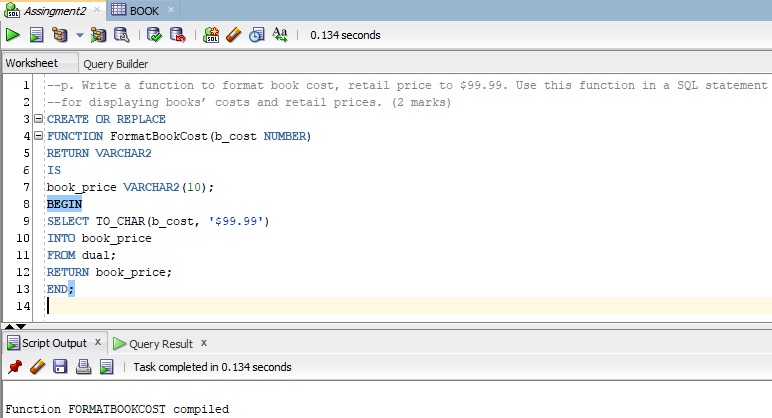 SQL Assingment2 BOOK
SQL Aa 0.134 seconds
Worksheet Query Builder
1 --p. Write a function to format book cost, retail price to $99.99. Use this function in a SQL statement
2 --for displaying books’ costs and retail prices. (2 marks)
3 CREATE OR REPLACE
4 FUNCTION FormatBookCost(b_cost NUMBER)
5 RETURN VARCHAR2
6 IS
7 book_price VARCHAR2(10);
8 BEGIN
9 SELECT TO_CHAR(b_cost, '$99.99')
10 INTO book_price
11 FROM dual;
12 RETURN book_price;
13 END;
14
Script Output x Query Result x
Task completed in 0.134 seconds
Function FORMATBOOKCOST compiled